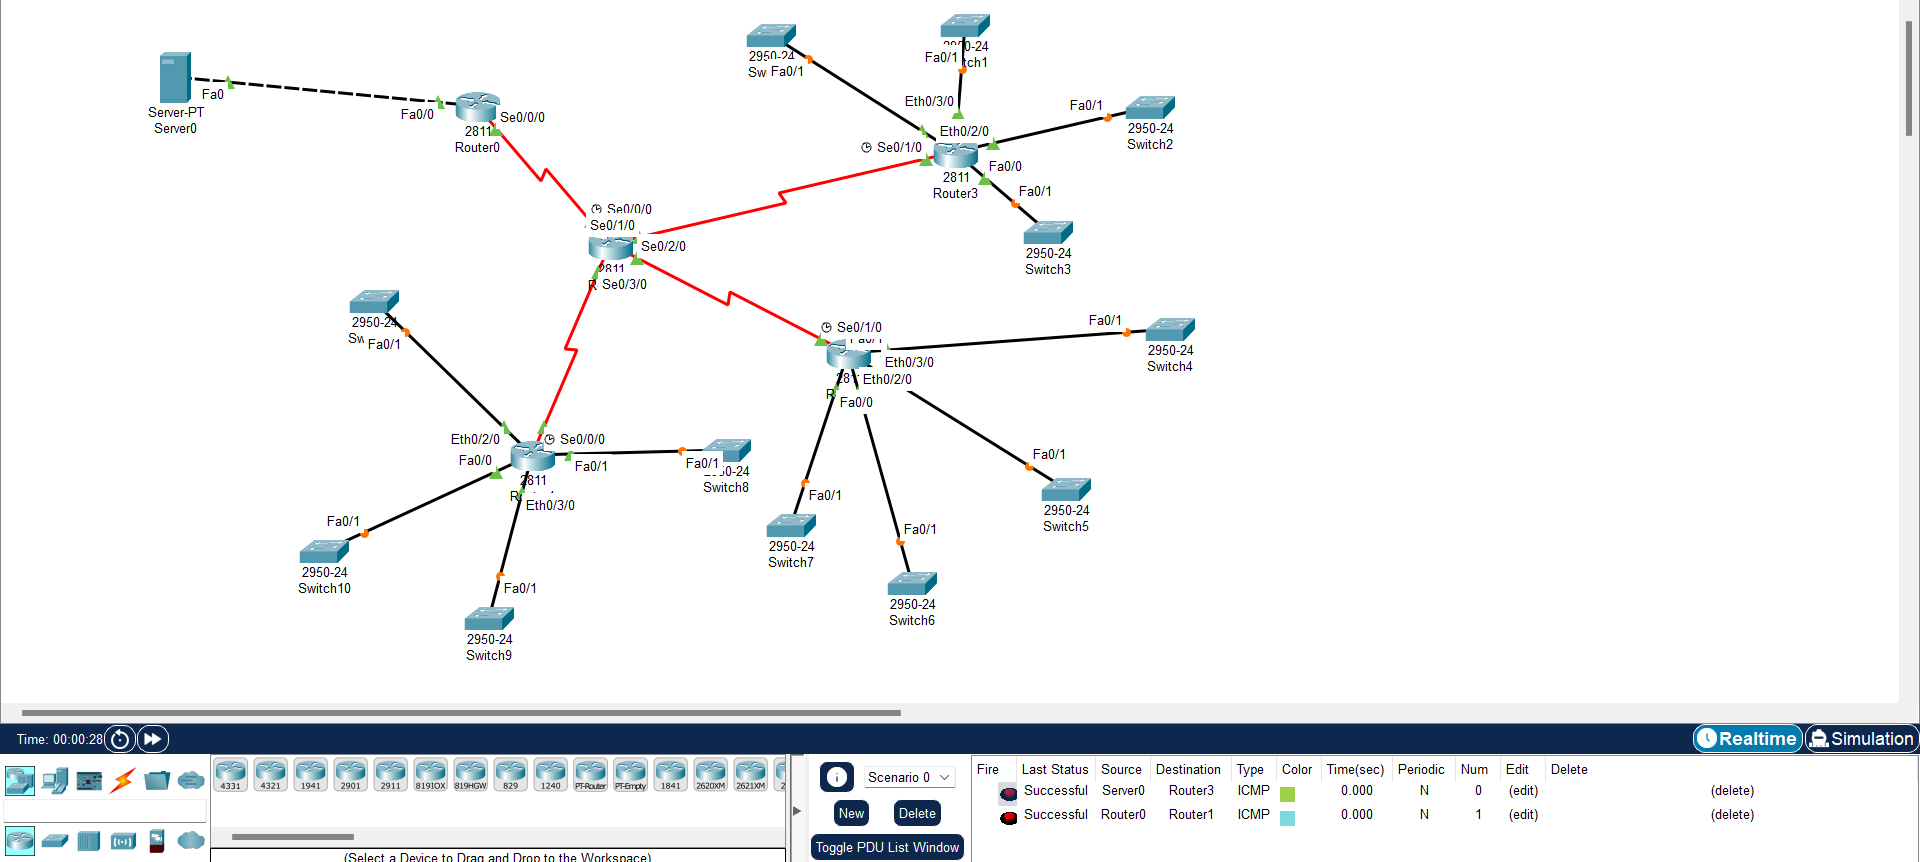 Server-PT
Server0
Fa0
Fa0/0
Se0/0/0
2811
Router0
2950-24
Fa0/1
Fa0/1
Eth0/3/0
Eth0/2/0
Fa0/1
2950-24
Switch2
Se0/1/0
Fa0/0
2811
Router3
Fa0/1
2950-24
Switch3
Se0/0/0
Se0/1/0
Se0/2/0
2811
Se0/3/0
2950-24
Fa0/1
Se0/1/0
Eth0/3/0
Eth0/2/0
Fa0/0
Fa0/1
2950-24
Switch4
Eth0/2/0
Se0/0/0
Fa0/0
Fa0/1
2811
Eth0/3/0
Fa0/1
Switch8
Fa0/1
2950-24
Switch5
Fa0/1
2950-24
Switch7
Fa0/1
2950-24
Switch6
Fa0/1
2950-24
Switch10
Fa0/1
2950-24
Switch9
Time: 00:00:28
Realtime
Simulation
4331
4321
1941
2901
2911
819IOX
819HGW
829
1240
PT-Router
PT-Empty
1841
2620XM
2621XM
(Select a Device to Drag and Drop to the Workspace)
Scenario 0
New
Delete
Toggle PDU List Window
Fire Last Status Source Destination Type Color Time(sec) Periodic Num Edit Delete
Successful Server0 Router3 ICMP 0.000 N 0 (edit) (delete)
Successful Router0 Router1 ICMP 0.000 N 1 (edit) (delete)